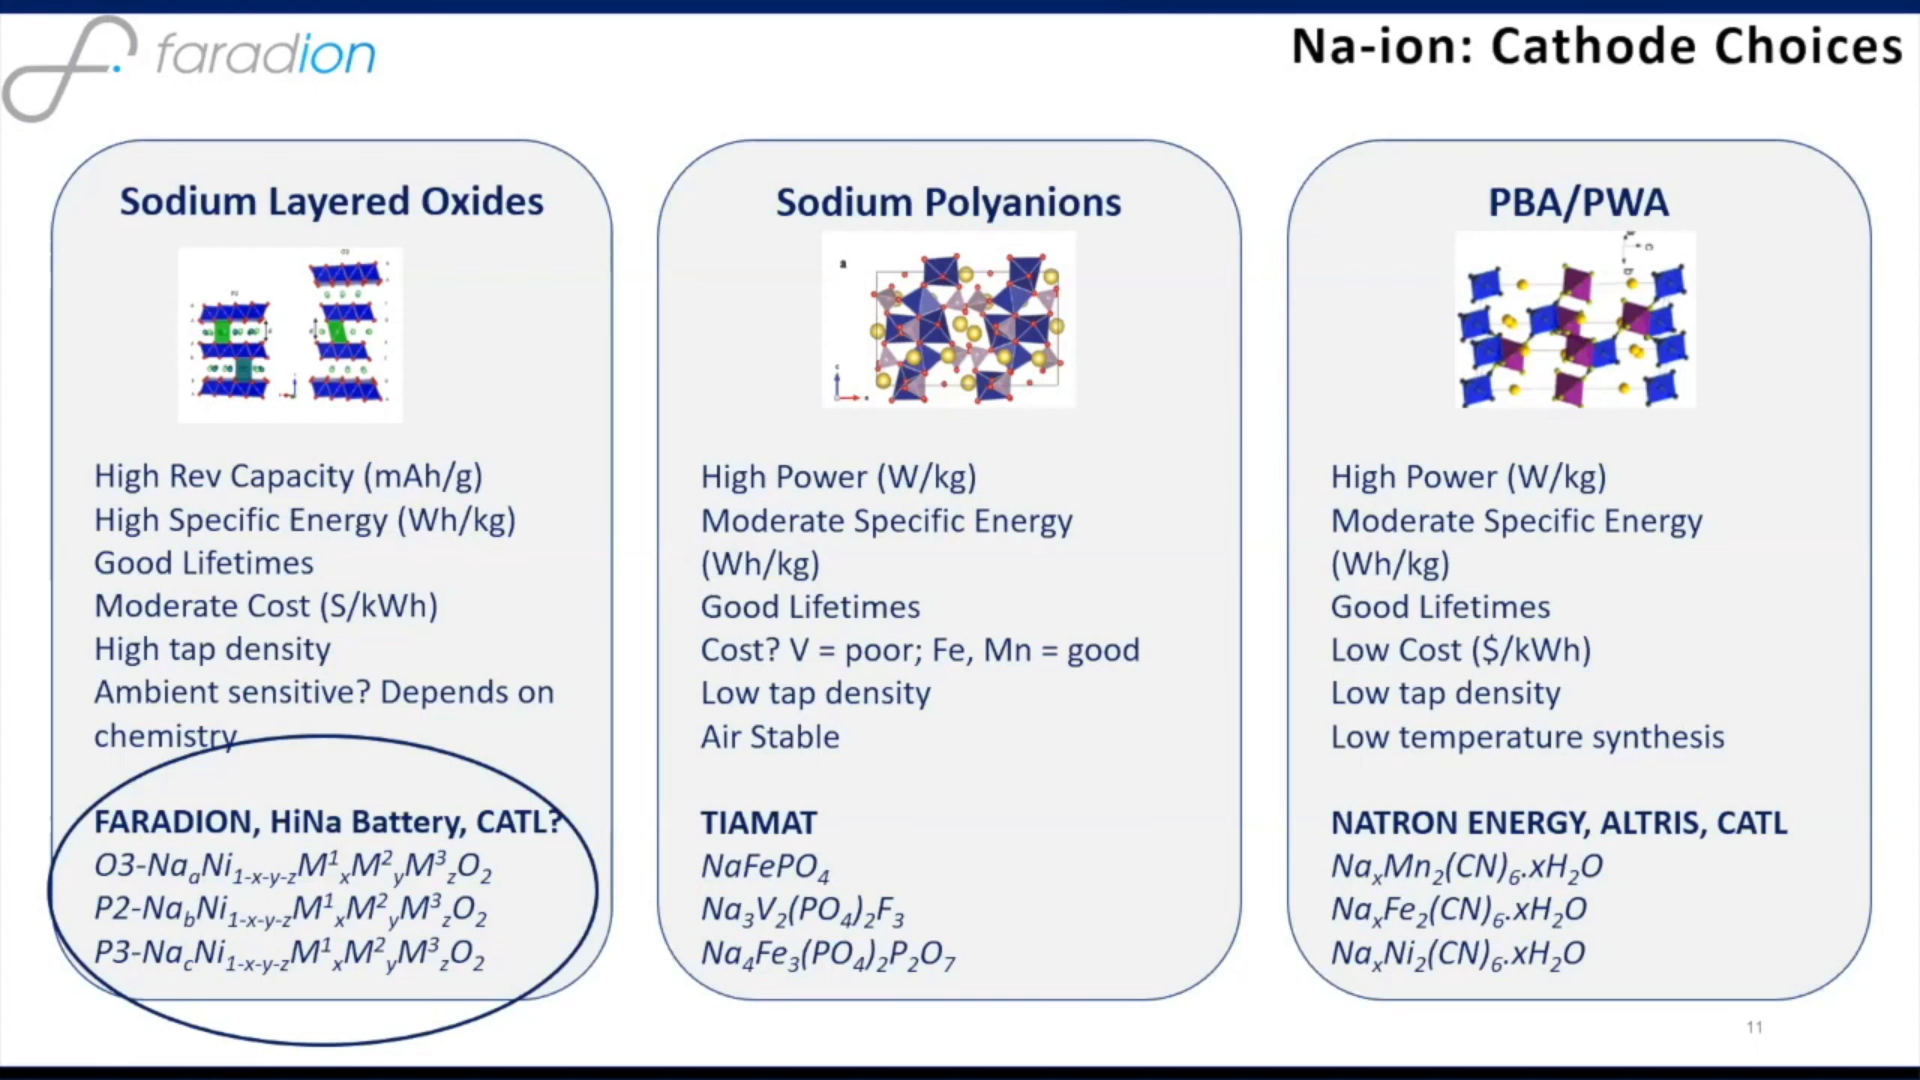 faradion
Na-ion: Cathode Choices
Sodium Layered Oxides
High Rev Capacity (mAh/g)
High Specific Energy (Wh/kg)
Good Lifetimes
Moderate Cost (S/kWh)
High tap density
Ambient sensitive? Depends on
chemistry
FARADION, HiNa Battery, CATL?
O3-NaₐNi₁₋ₓ₋ᵧ₋zM¹ₓM²ᵧM³zO₂
P2-NabNi₁₋ₓ₋ᵧ₋zM¹ₓM²ᵧM³zO₂
P3-NacNi₁₋ₓ₋ᵧ₋zM¹ₓM²ᵧM³zO₂
Sodium Polyanions
a
High Power (W/kg)
Moderate Specific Energy
(Wh/kg)
Good Lifetimes
Cost? V = poor; Fe, Mn = good
Low tap density
Air Stable
TIAMAT
NaFePO₄
Na₃V₂(PO₄)₂F₃
Na₄Fe₃(PO₄)₂P₂O₇
PBA/PWA
High Power (W/kg)
Moderate Specific Energy
(Wh/kg)
Good Lifetimes
Low Cost ($/kWh)
Low tap density
Low temperature synthesis
NATRON ENERGY, ALTRIS, CATL
NaₓMn₂(CN)₆.xH₂O
NaₓFe₂(CN)₆.xH₂O
NaₓNi₂(CN)₆.xH₂O
11